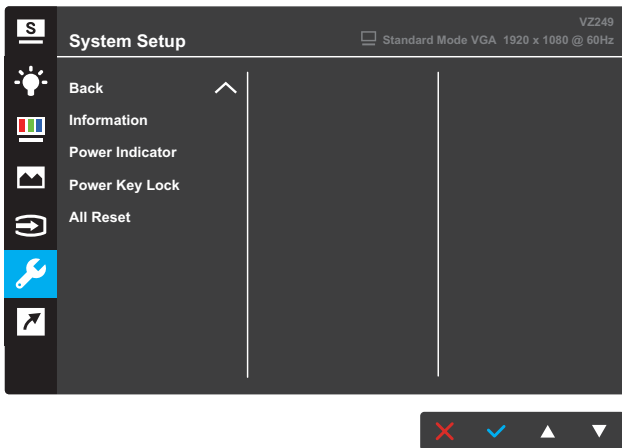 S
VZ249
System Setup
Standard Mode VGA 1920 x 1080 @ 60Hz
Back
Information
Power Indicator
Power Key Lock
All Reset